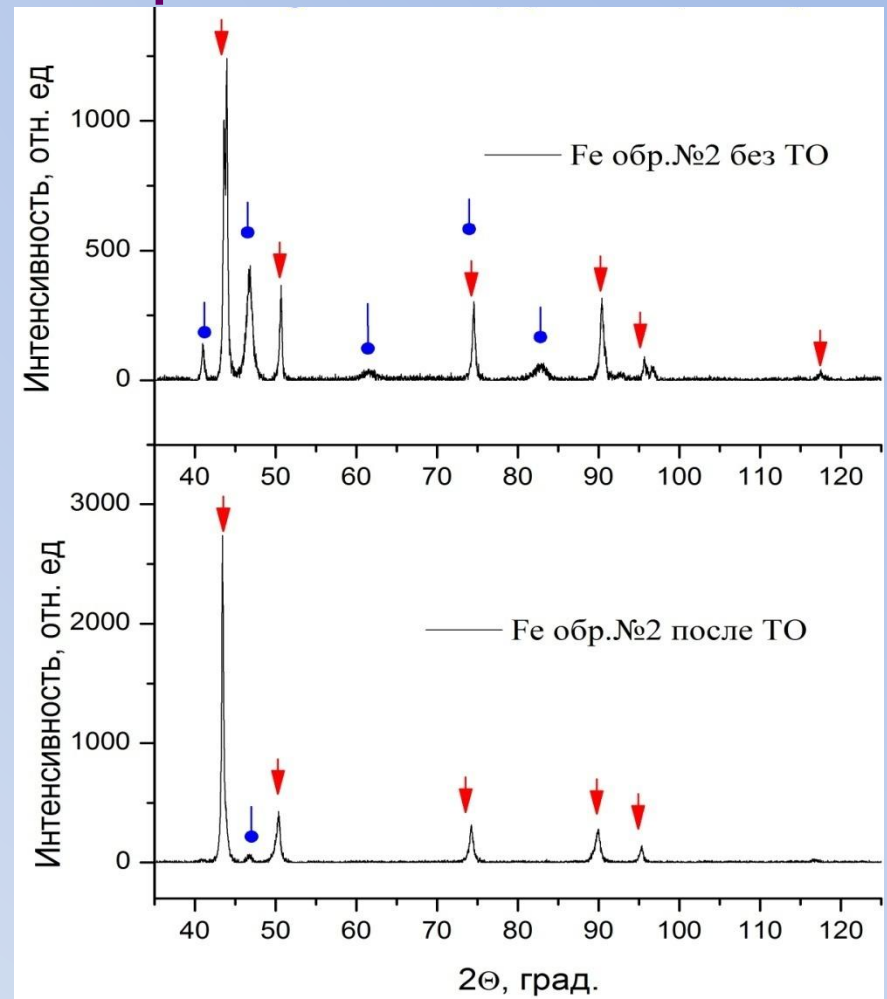 Интенсивность, отн. ед
1000
500
0
Fe обр.№2 без ТО
40 50 60 70 80 90 100 110 120
Интенсивность, отн. ед
3000
2000
1000
0
Fe обр.№2 после ТО
40 50 60 70 80 90 100 110 120
2Θ, град.